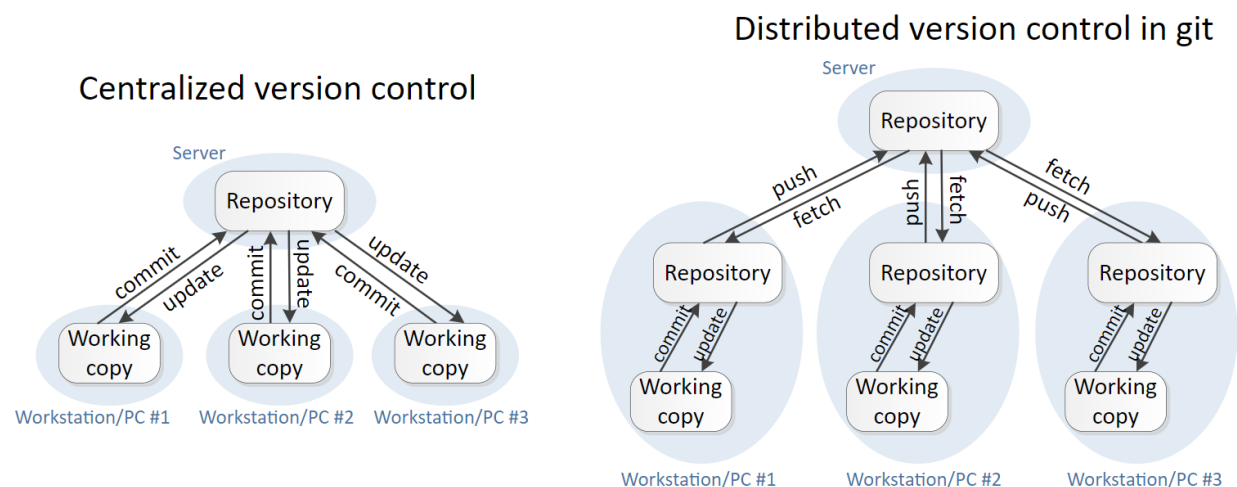 Centralized version control
Server
Repository
commit
update
commit
update
update
commit
Working
copy
Working
copy
Working
copy
Workstation/PC #1
Workstation/PC #2
Workstation/PC #3
Distributed version control in git
Server
Repository
push
fetch
push
fetch
fetch
push
Repository
Repository
Repository
commit
update
commit
update
commit
update
Working
copy
Working
copy
Working
copy
Workstation/PC #1
Workstation/PC #2
Workstation/PC #3